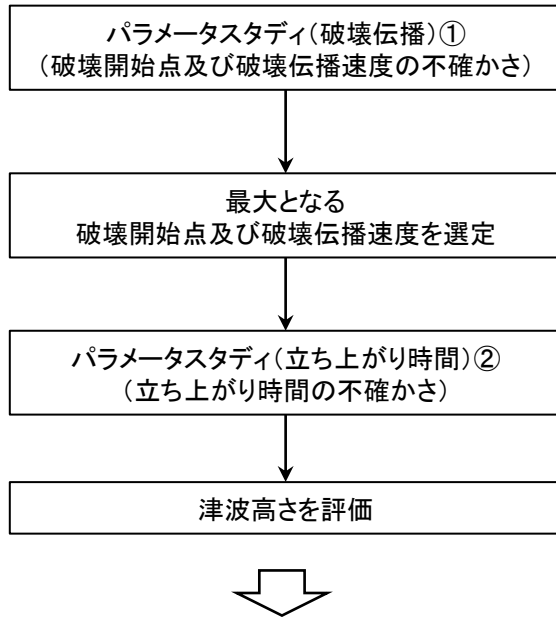 パラメータスタディ(破壊伝播)①
(破壊開始点及び破壊伝播速度の不確かさ)
最大となる
破壊開始点及び破壊伝播速度を選定
パラメータスタディ(立ち上がり時間)②
(立ち上がり時間の不確かさ)
津波高さを評価